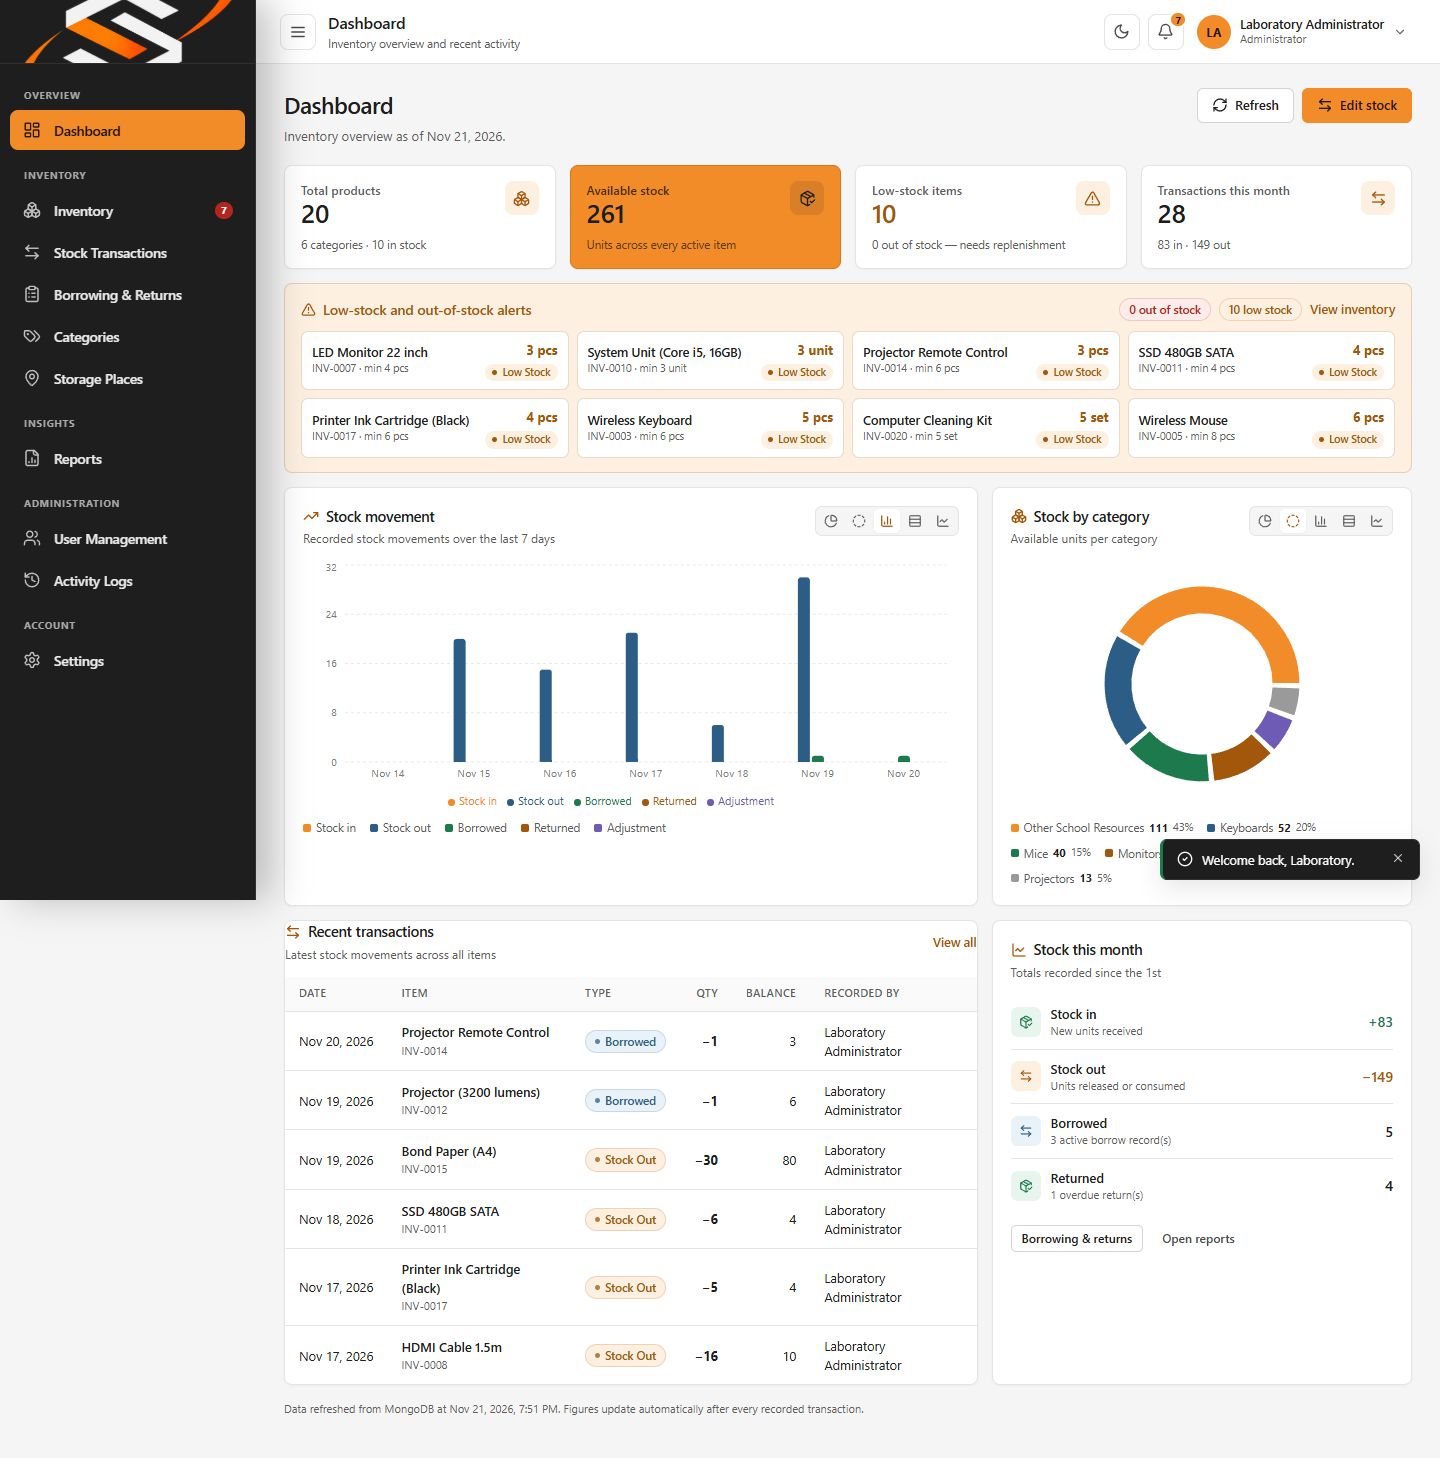 OVERVIEW
Dashboard
INVENTORY
Inventory 7
Stock Transactions
Borrowing & Returns
Categories
Storage Places
INSIGHTS
Reports
ADMINISTRATION
User Management
Activity Logs
ACCOUNT
Settings
Dashboard
Inventory overview and recent activity
7
LA
Laboratory Administrator
Administrator
Dashboard
Inventory overview as of Nov 21, 2026.
Refresh
Edit stock
Total products
20
6 categories · 10 in stock
Available stock
261
Units across every active item
Low-stock items
10
0 out of stock — needs replenishment
Transactions this month
28
83 in · 149 out
Low-stock and out-of-stock alerts
0 out of stock
10 low stock
View inventory
LED Monitor 22 inch 3 pcs
INV-0007 · min 4 pcs Low Stock
System Unit (Core i5, 16GB) 3 unit
INV-0010 · min 3 unit Low Stock
Projector Remote Control 3 pcs
INV-0014 · min 6 pcs Low Stock
SSD 480GB SATA 4 pcs
INV-0011 · min 4 pcs Low Stock
Printer Ink Cartridge (Black) 4 pcs
INV-0017 · min 6 pcs Low Stock
Wireless Keyboard 5 pcs
INV-0003 · min 6 pcs Low Stock
Computer Cleaning Kit 5 set
INV-0020 · min 5 set Low Stock
Wireless Mouse 6 pcs
INV-0005 · min 8 pcs Low Stock
Stock movement
Recorded stock movements over the last 7 days
32
24
16
8
0
Nov 14 Nov 15 Nov 16 Nov 17 Nov 18 Nov 19 Nov 20
Stock in Stock out Borrowed Returned Adjustment
Stock in Stock out Borrowed Returned Adjustment
Stock by category
Available units per category
Other School Resources 111 43% Keyboards 52 20%
Mice 40 15% Monitors
Projectors 13 5%
Welcome back, Laboratory.
Recent transactions
Latest stock movements across all items
View all
DATE ITEM TYPE QTY BALANCE RECORDED BY
Nov 20, 2026 Projector Remote Control INV-0014 Borrowed −1 3 Laboratory Administrator
Nov 19, 2026 Projector (3200 lumens) INV-0012 Borrowed −1 6 Laboratory Administrator
Nov 19, 2026 Bond Paper (A4) INV-0015 Stock Out −30 80 Laboratory Administrator
Nov 18, 2026 SSD 480GB SATA INV-0011 Stock Out −6 4 Laboratory Administrator
Nov 17, 2026 Printer Ink Cartridge (Black) INV-0017 Stock Out −5 4 Laboratory Administrator
Nov 17, 2026 HDMI Cable 1.5m INV-0008 Stock Out −16 10 Laboratory Administrator
Stock this month
Totals recorded since the 1st
Stock in +83
New units received
Stock out −149
Units released or consumed
Borrowed 5
3 active borrow record(s)
Returned 4
1 overdue return(s)
Borrowing & returns
Open reports
Data refreshed from MongoDB at Nov 21, 2026, 7:51 PM. Figures update automatically after every recorded transaction.